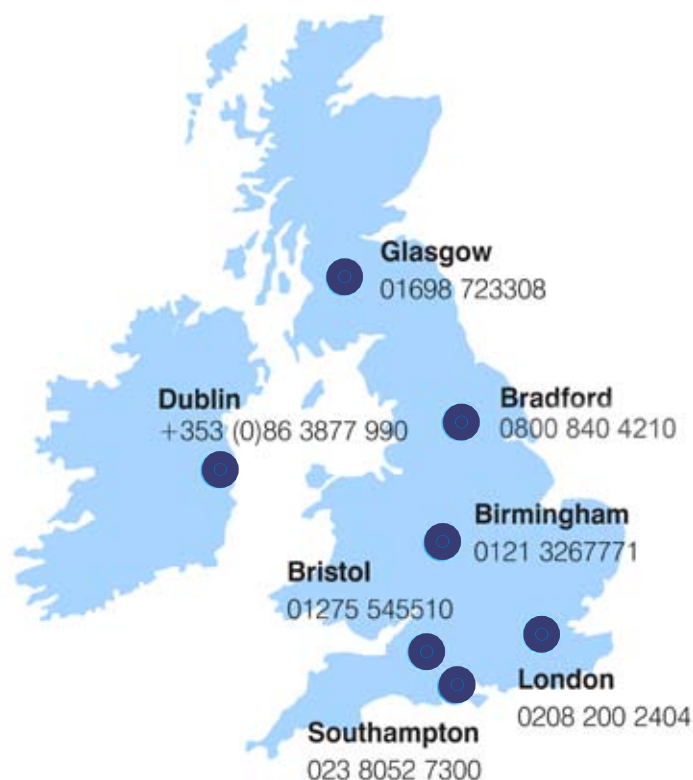 Glasgow
01698 723308
Dublin
+353 (0)86 3877 990
Bradford
0800 840 4210
Birmingham
0121 3267771
Bristol
01275 545510
London
0208 200 2404
Southampton
023 8052 7300